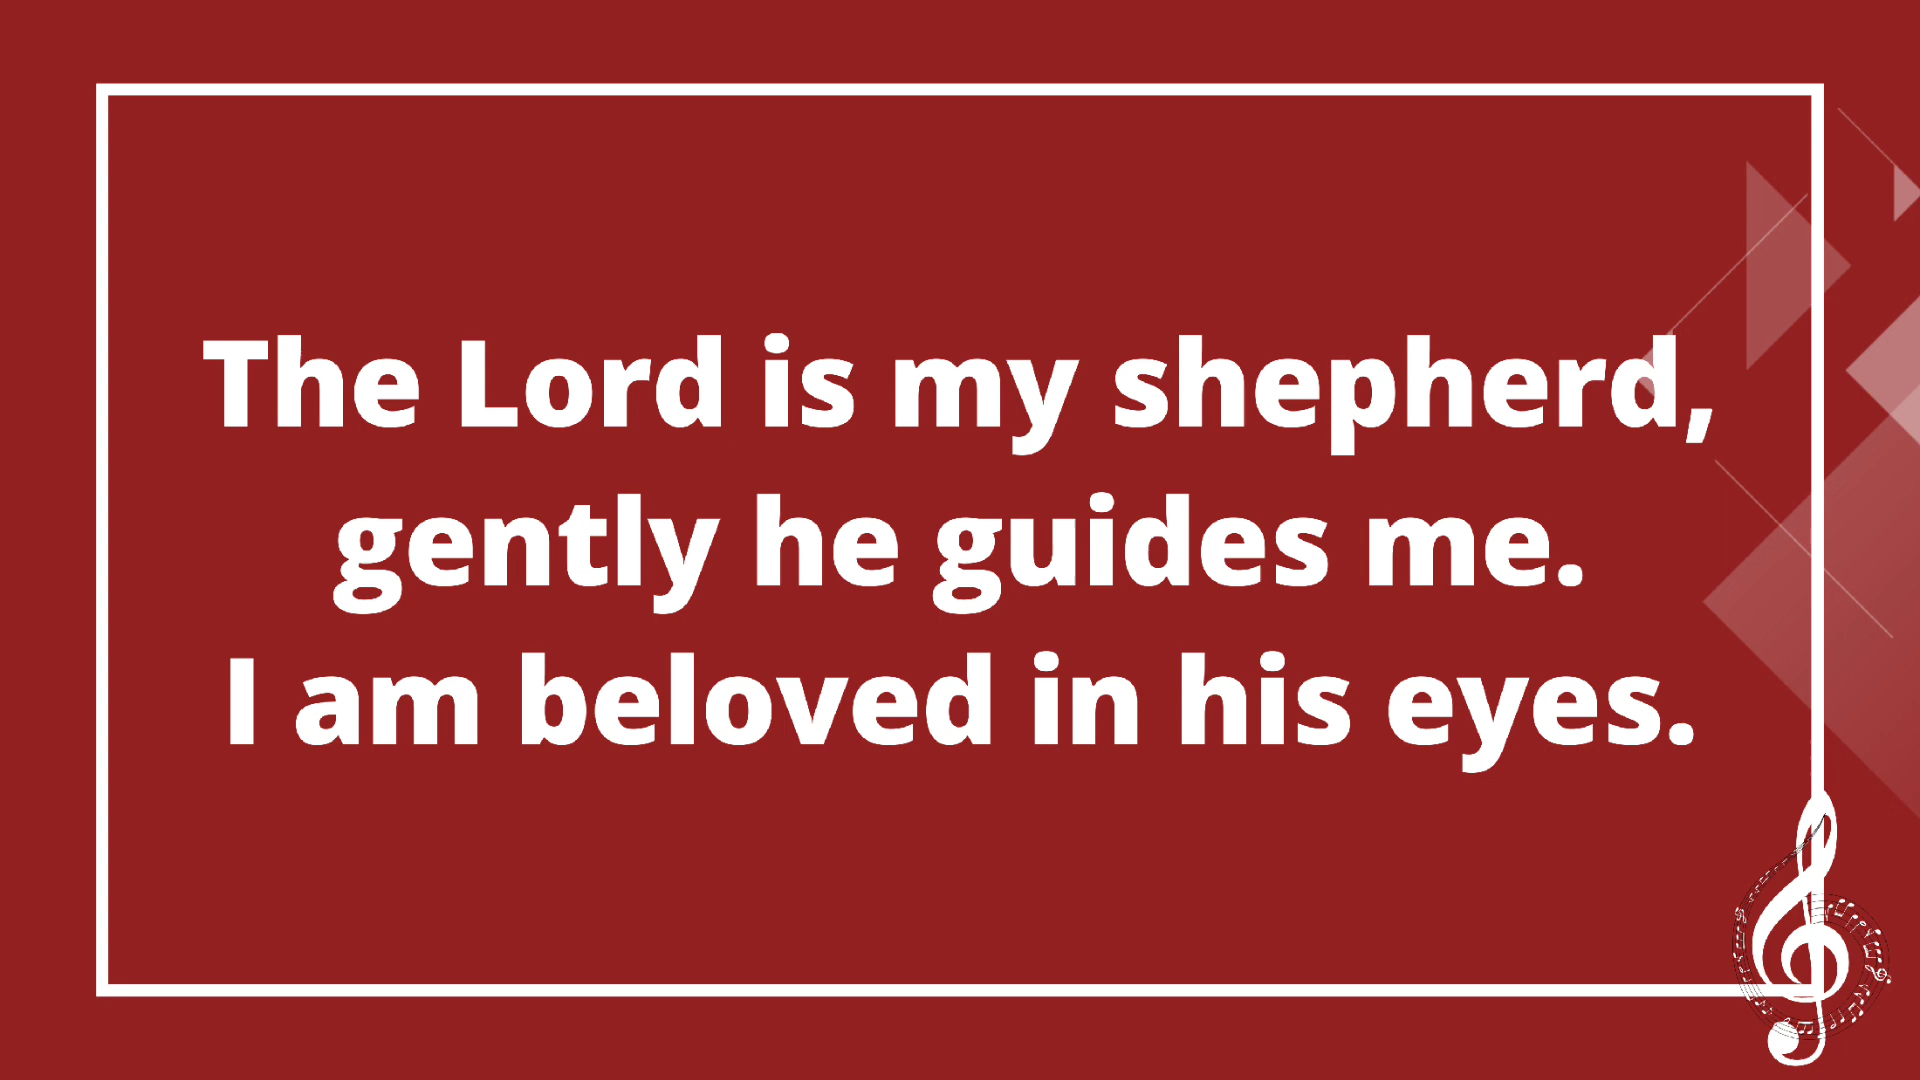 The Lord is my shepherd,
gently he guides me.
I am beloved in his eyes.